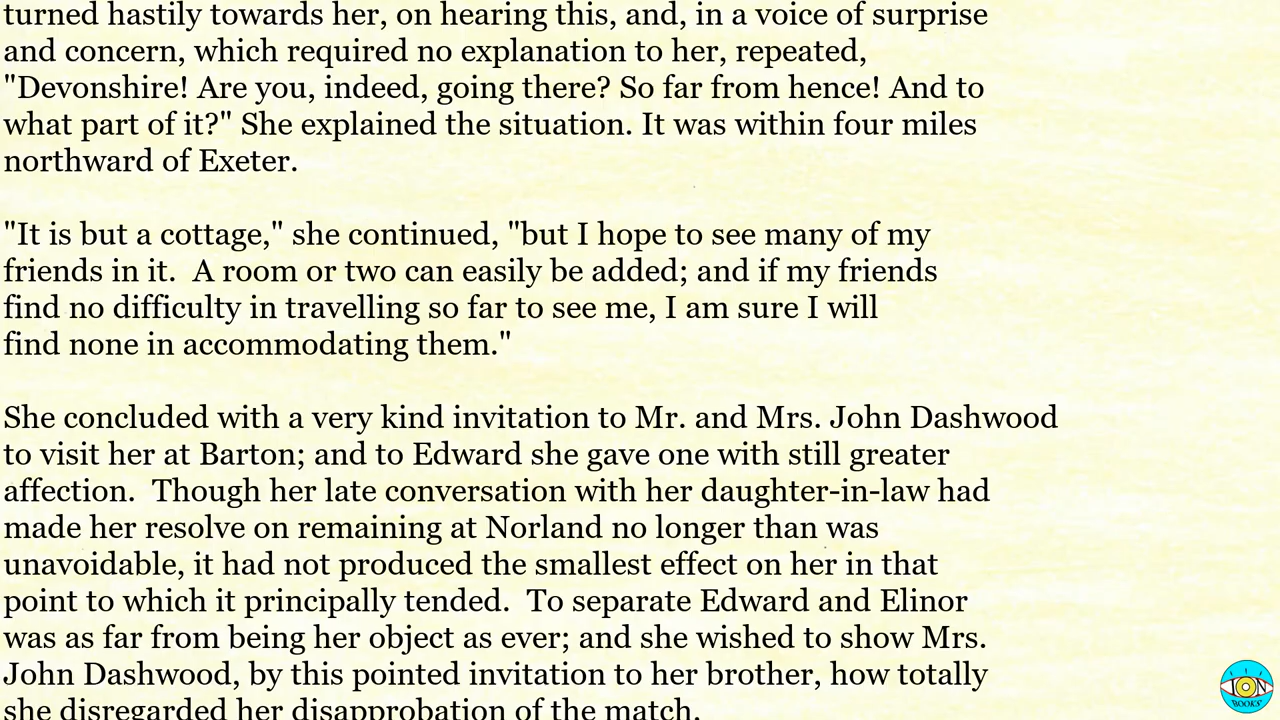 turned hastily towards her, on hearing this, and, in a voice of surprise
and concern, which required no explanation to her, repeated,
"Devonshire! Are you, indeed, going there? So far from hence! And to
what part of it?" She explained the situation. It was within four miles
northward of Exeter.
"It is but a cottage," she continued, "but I hope to see many of my
friends in it.  A room or two can easily be added; and if my friends
find no difficulty in travelling so far to see me, I am sure I will
find none in accommodating them."
She concluded with a very kind invitation to Mr. and Mrs. John Dashwood
to visit her at Barton; and to Edward she gave one with still greater
affection.  Though her late conversation with her daughter-in-law had
made her resolve on remaining at Norland no longer than was
unavoidable, it had not produced the smallest effect on her in that
point to which it principally tended.  To separate Edward and Elinor
was as far from being her object as ever; and she wished to show Mrs.
John Dashwood, by this pointed invitation to her brother, how totally
she disregarded her disapprobation of the match.
ION
BOOKS